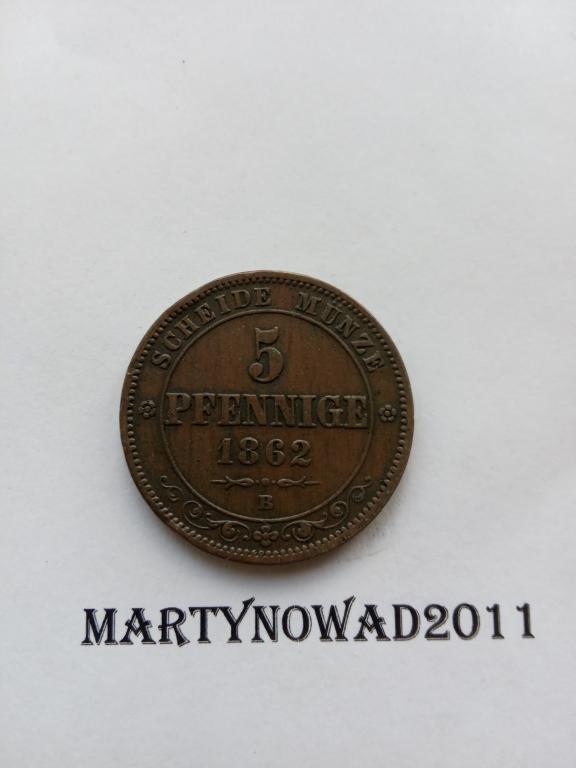 SCHEIDE MÜNZE
5
PFENNIGE
1862
B
MARTYNOWAD2011